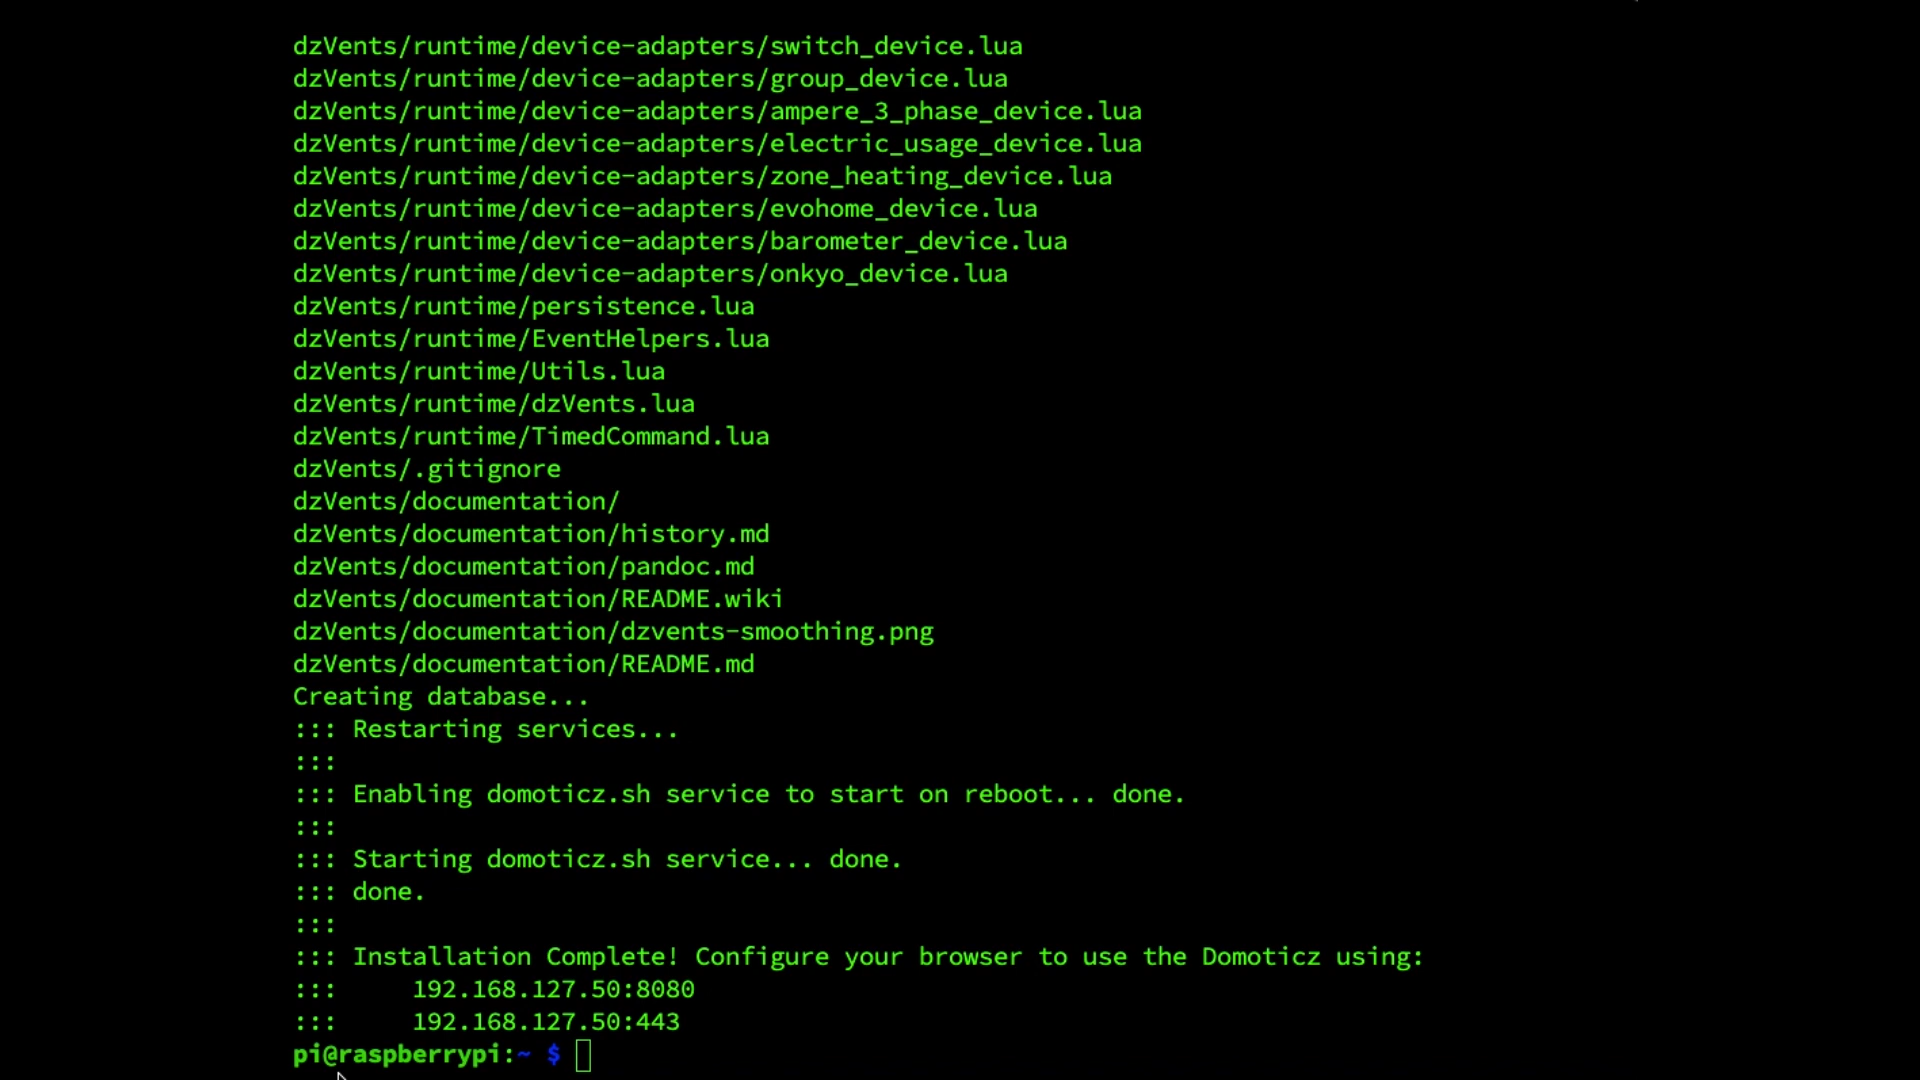 dzVents/runtime/device-adapters/switch_device.lua
dzVents/runtime/device-adapters/group_device.lua
dzVents/runtime/device-adapters/ampere_3_phase_device.lua
dzVents/runtime/device-adapters/electric_usage_device.lua
dzVents/runtime/device-adapters/zone_heating_device.lua
dzVents/runtime/device-adapters/evohome_device.lua
dzVents/runtime/device-adapters/barometer_device.lua
dzVents/runtime/device-adapters/onkyo_device.lua
dzVents/runtime/persistence.lua
dzVents/runtime/EventHelpers.lua
dzVents/runtime/Utils.lua
dzVents/runtime/dzVents.lua
dzVents/runtime/TimedCommand.lua
dzVents/.gitignore
dzVents/documentation/
dzVents/documentation/history.md
dzVents/documentation/pandoc.md
dzVents/documentation/README.wiki
dzVents/documentation/dzvents-smoothing.png
dzVents/documentation/README.md
Creating database...
::: Restarting services...
:::
::: Enabling domoticz.sh service to start on reboot... done.
:::
::: Starting domoticz.sh service... done.
::: done.
:::
::: Installation Complete! Configure your browser to use the Domoticz using:
:::     192.168.127.50:8080
:::     192.168.127.50:443
pi@raspberrypi:~ $